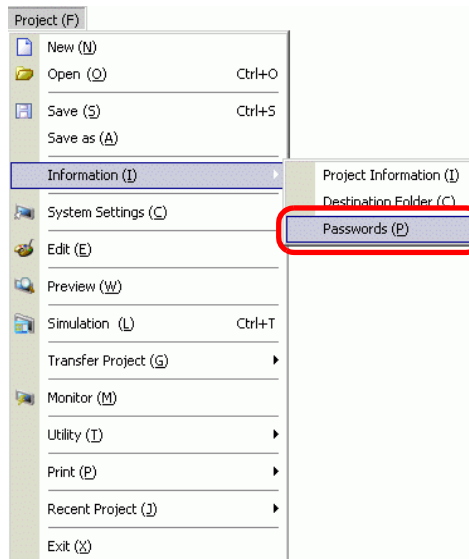 Project (F)
New (N)
Open (O) Ctrl+O
Save (S) Ctrl+S
Save as (A)
Information (I)
Project Information (I)
Destination Folder (C)
Passwords (P)
System Settings (C)
Edit (E)
Preview (W)
Simulation (L) Ctrl+T
Transfer Project (G)
Monitor (M)
Utility (T)
Print (P)
Recent Project (J)
Exit (X)